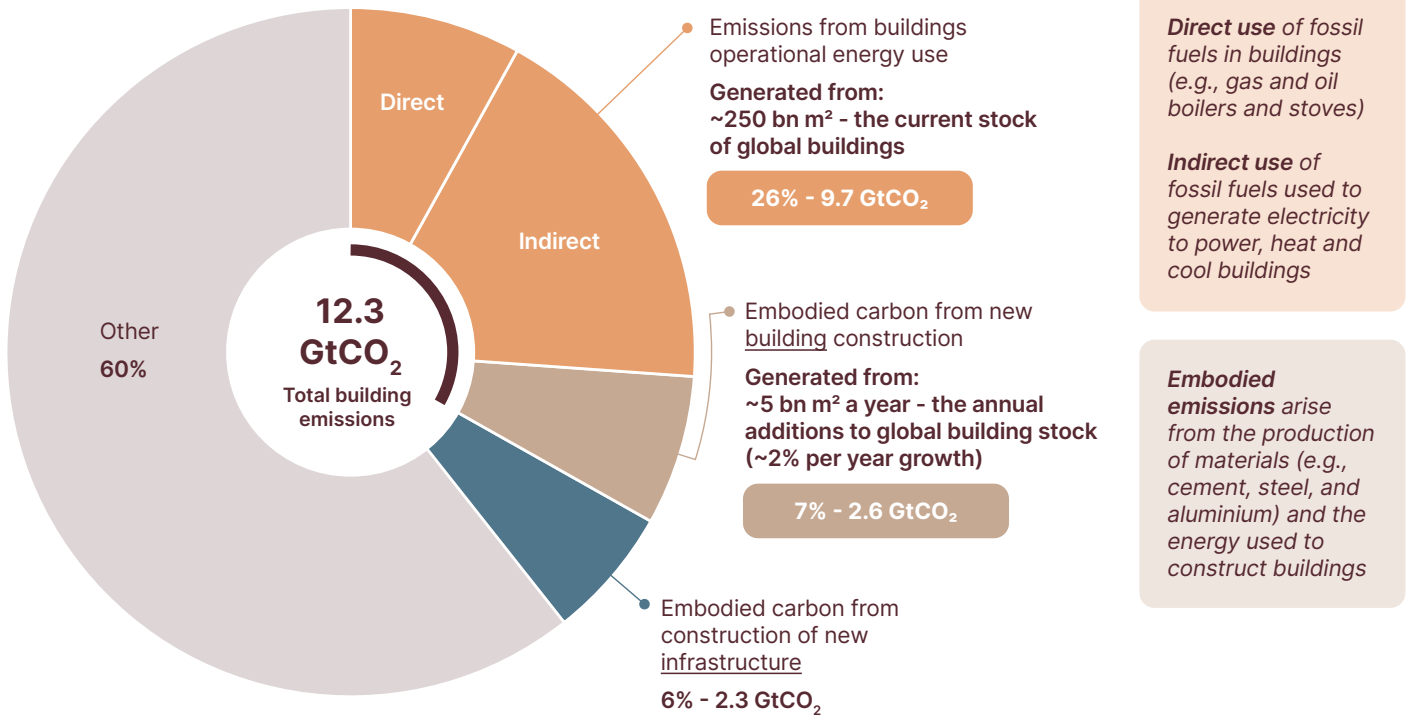 Direct
Indirect
Other
60%
12.3
GtCO₂
Total building
emissions
Emissions from buildings
operational energy use
Generated from:
~250 bn m² - the current stock
of global buildings
26% - 9.7 GtCO₂
Embodied carbon from new
building construction
Generated from:
~5 bn m² a year - the annual
additions to global building stock
(~2% per year growth)
7% - 2.6 GtCO₂
Embodied carbon from
construction of new
infrastructure
6% - 2.3 GtCO₂
Direct use of fossil
fuels in buildings
(e.g., gas and oil
boilers and stoves)
Indirect use of
fossil fuels used to
generate electricity
to power, heat and
cool buildings
Embodied
emissions arise
from the production
of materials (e.g.,
cement, steel, and
aluminium) and the
energy used to
construct buildings